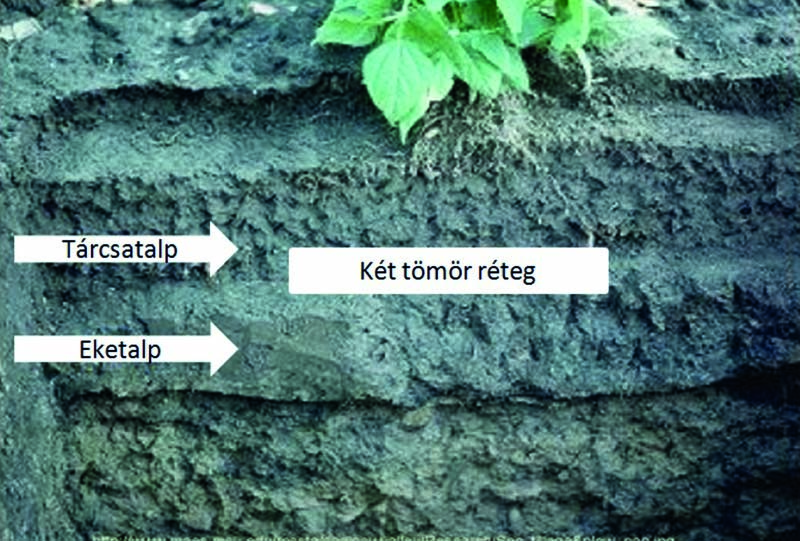 Tárcsatalp
Két tömör réteg
Eketalp